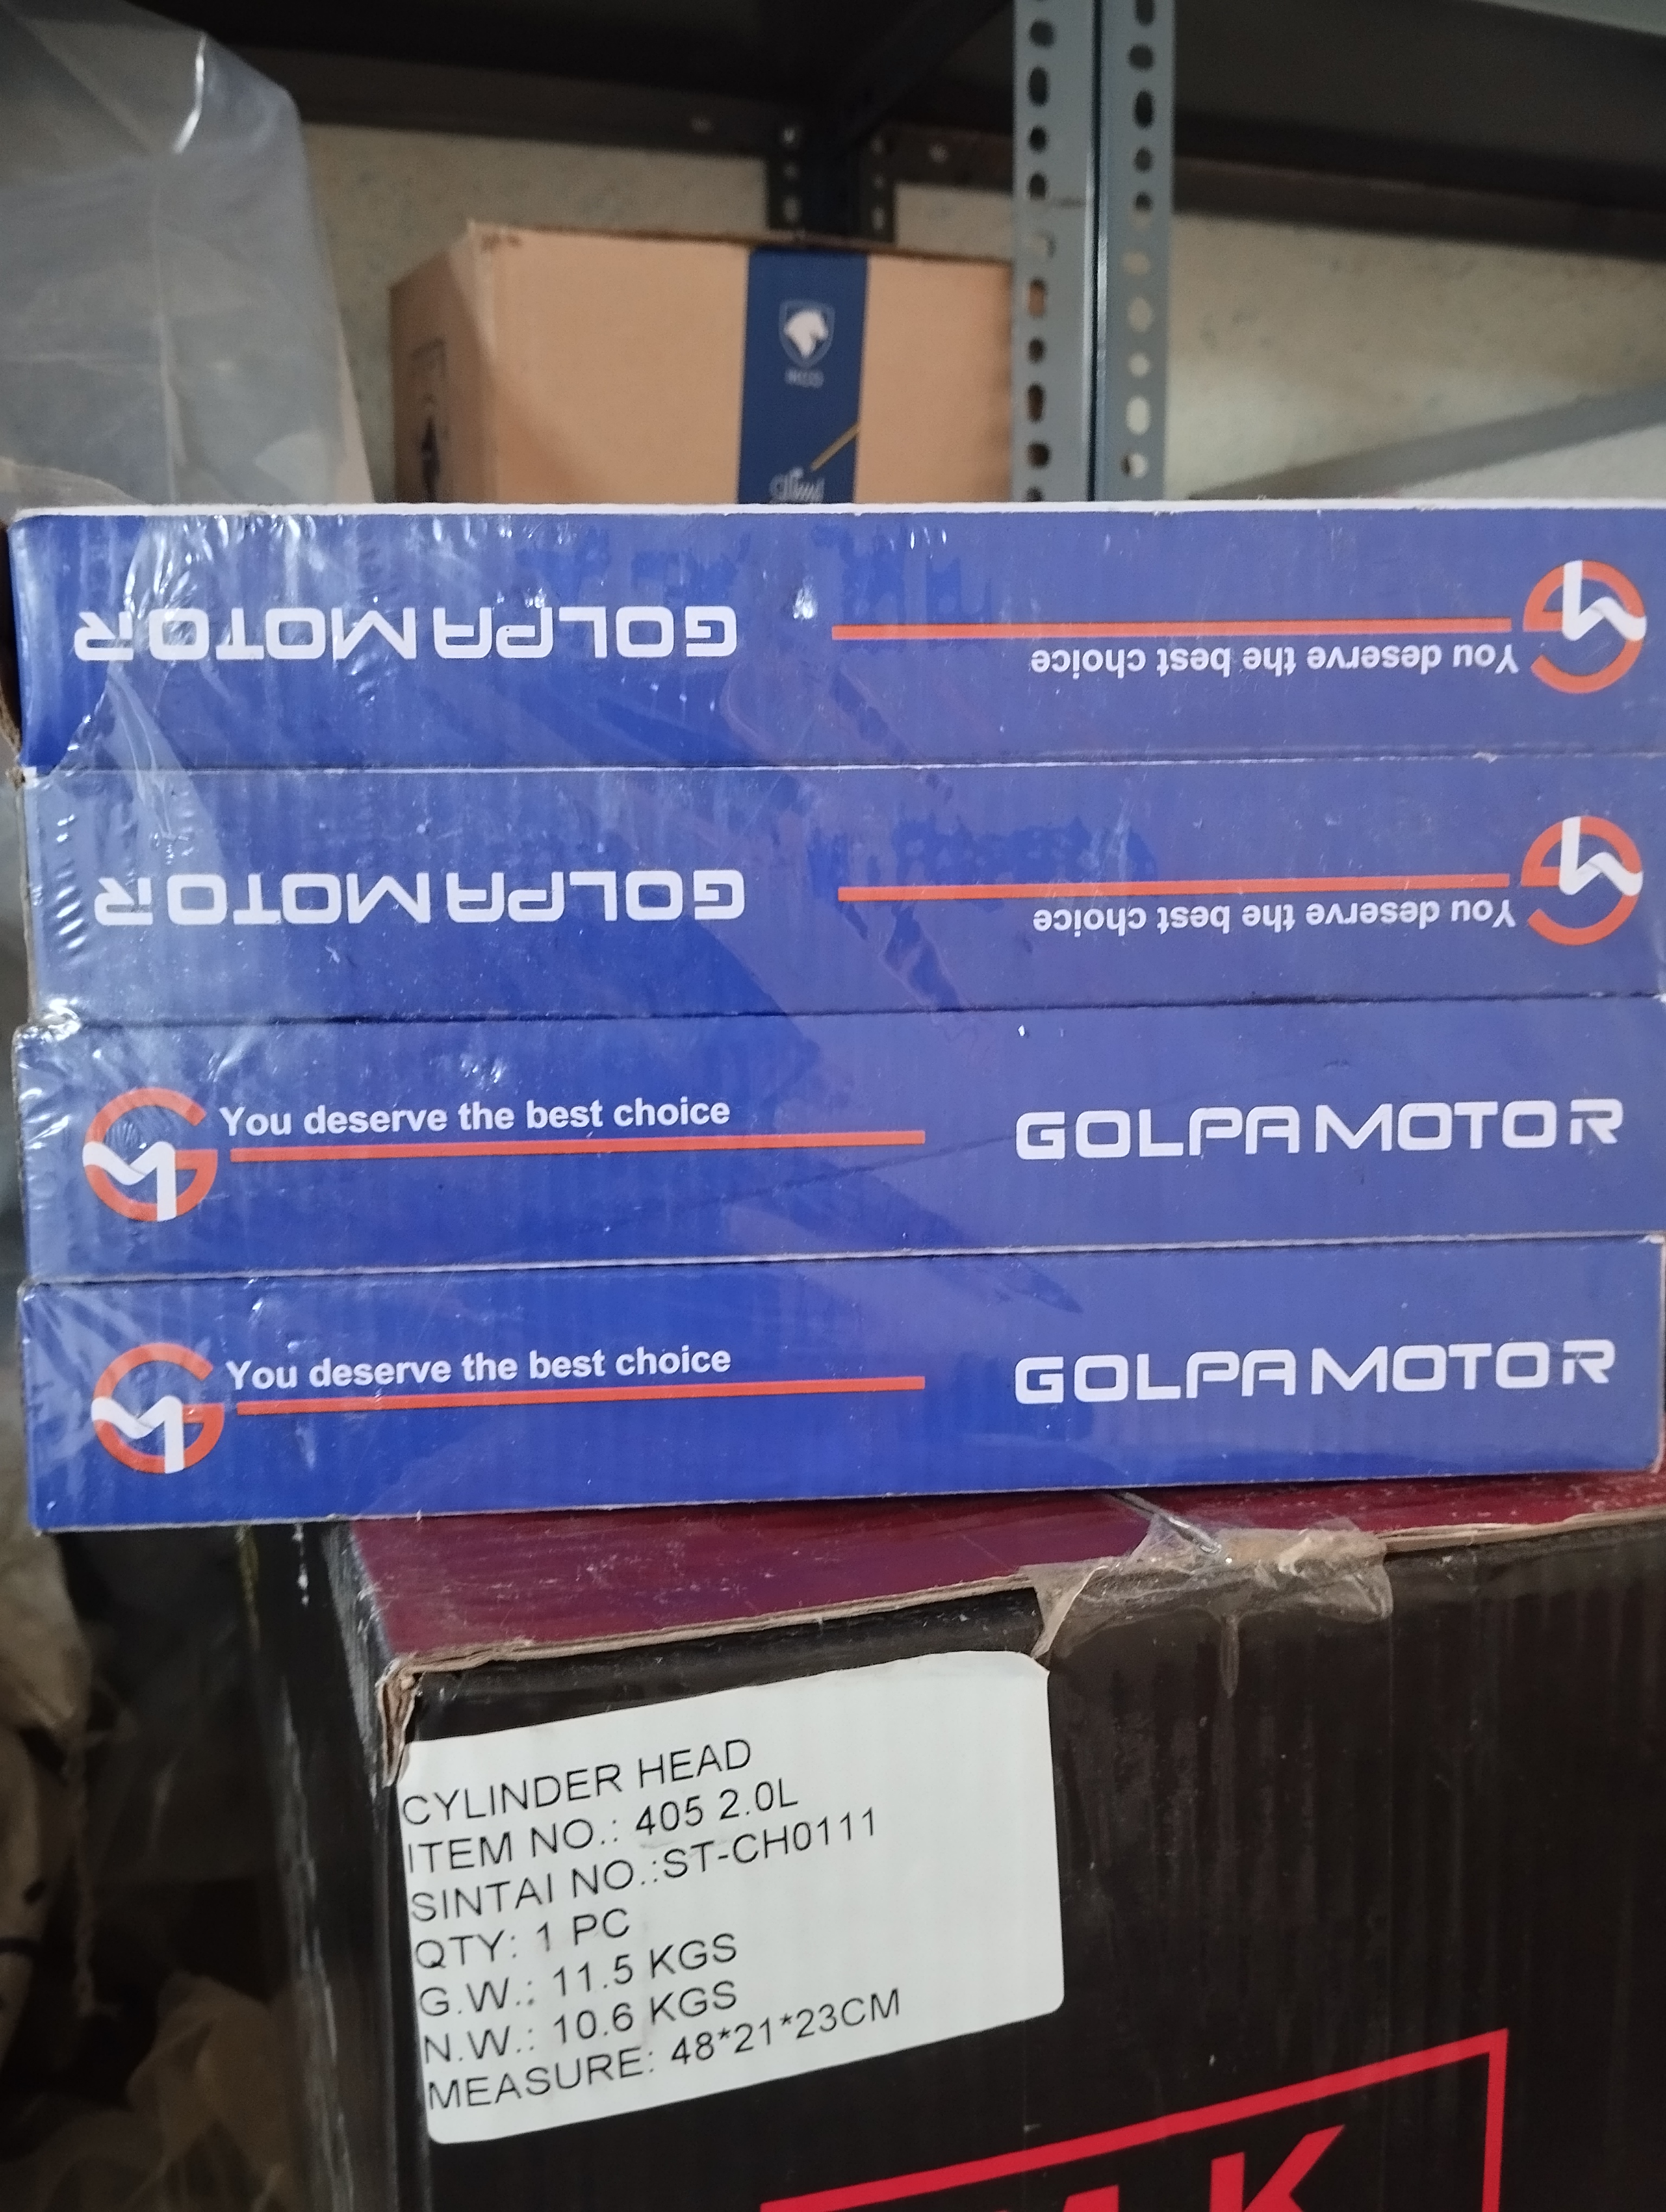 GOLPA MOTOR
You deserve the best choice
GOLPA MOTOR
You deserve the best choice
You deserve the best choice
GOLPA MOTOR
You deserve the best choice
GOLPA MOTOR
CYLINDER HEAD
ITEM NO.: 405 2.0L
SINTAI NO.:ST-CH0111
QTY: 1 PC
G.W.: 11.5 KGS
N.W.: 10.6 KGS
MEASURE: 48*21*23CM